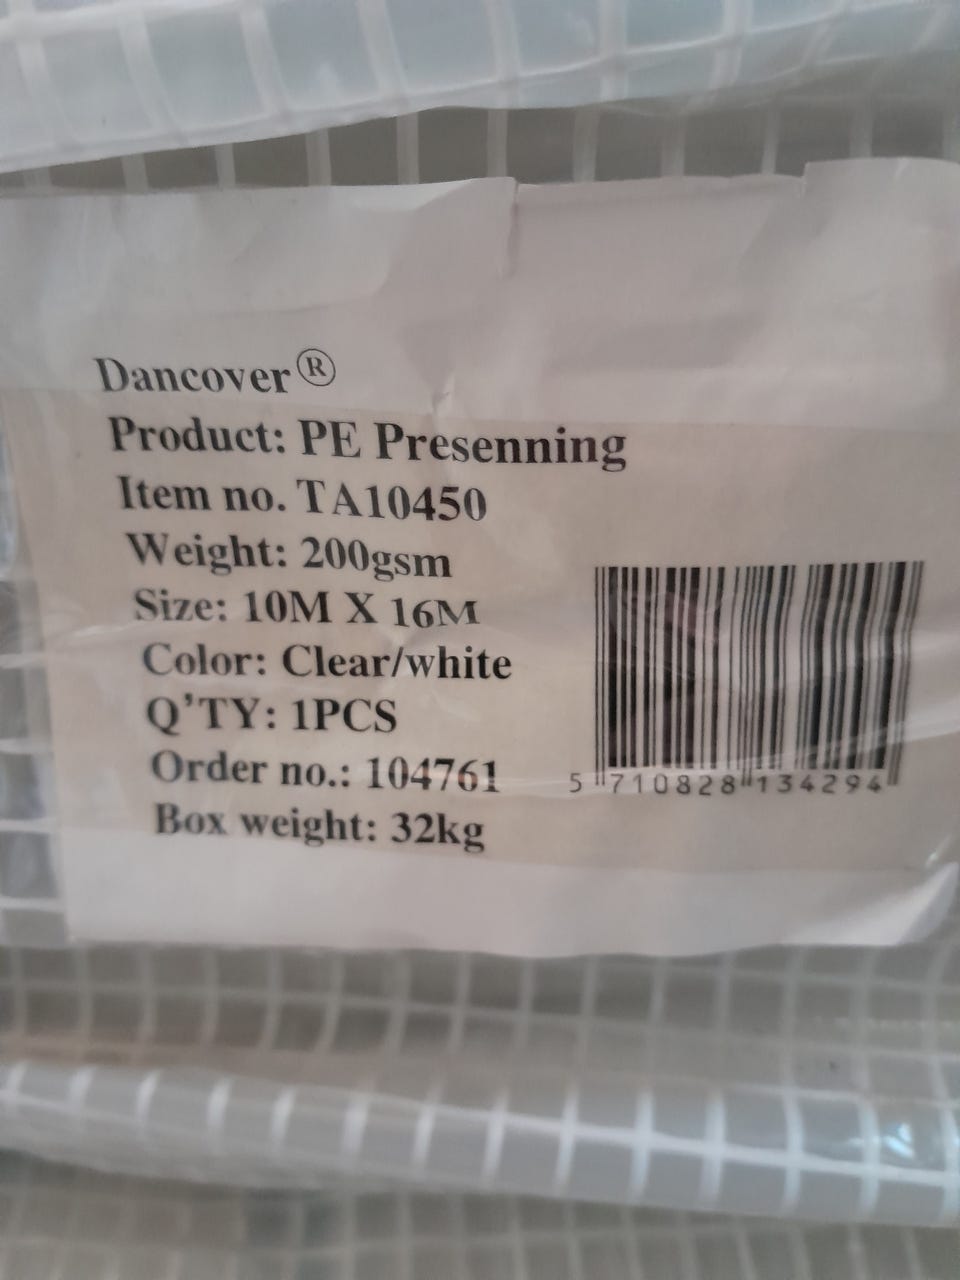 Dancover®
Product: PE Presenning
Item no. TA10450
Weight: 200gsm
Size: 10M X 16M
Color: Clear/white
Q'TY: 1PCS
Order no.: 104761
Box weight: 32kg
5 710828 134294